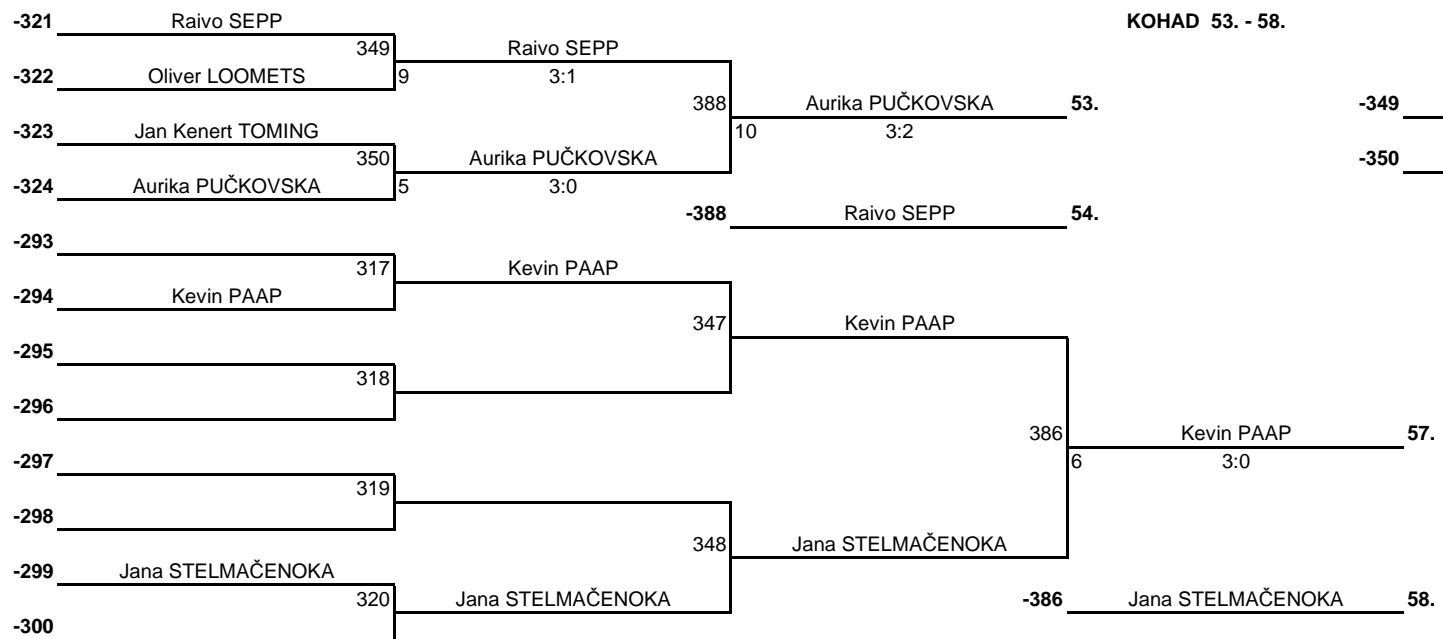 -321 Raivo SEPP KOHAD 53. - 58.
349 Raivo SEPP
-322 Oliver LOOMETS 9 3:1
388 Aurika PUČKOVSKA 53. -349
-323 Jan Kenert TOMING 10 3:2
350 Aurika PUČKOVSKA -350
-324 Aurika PUČKOVSKA 5 3:0
-388 Raivo SEPP 54.
-293
317 Kevin PAAP
-294 Kevin PAAP
347 Kevin PAAP
-295
318
-296
386 Kevin PAAP 57.
-297 6 3:0
319
-298
348 Jana STELMAČENOKA
-299 Jana STELMAČENOKA
320 Jana STELMAČENOKA -386 Jana STELMAČENOKA 58.
-300